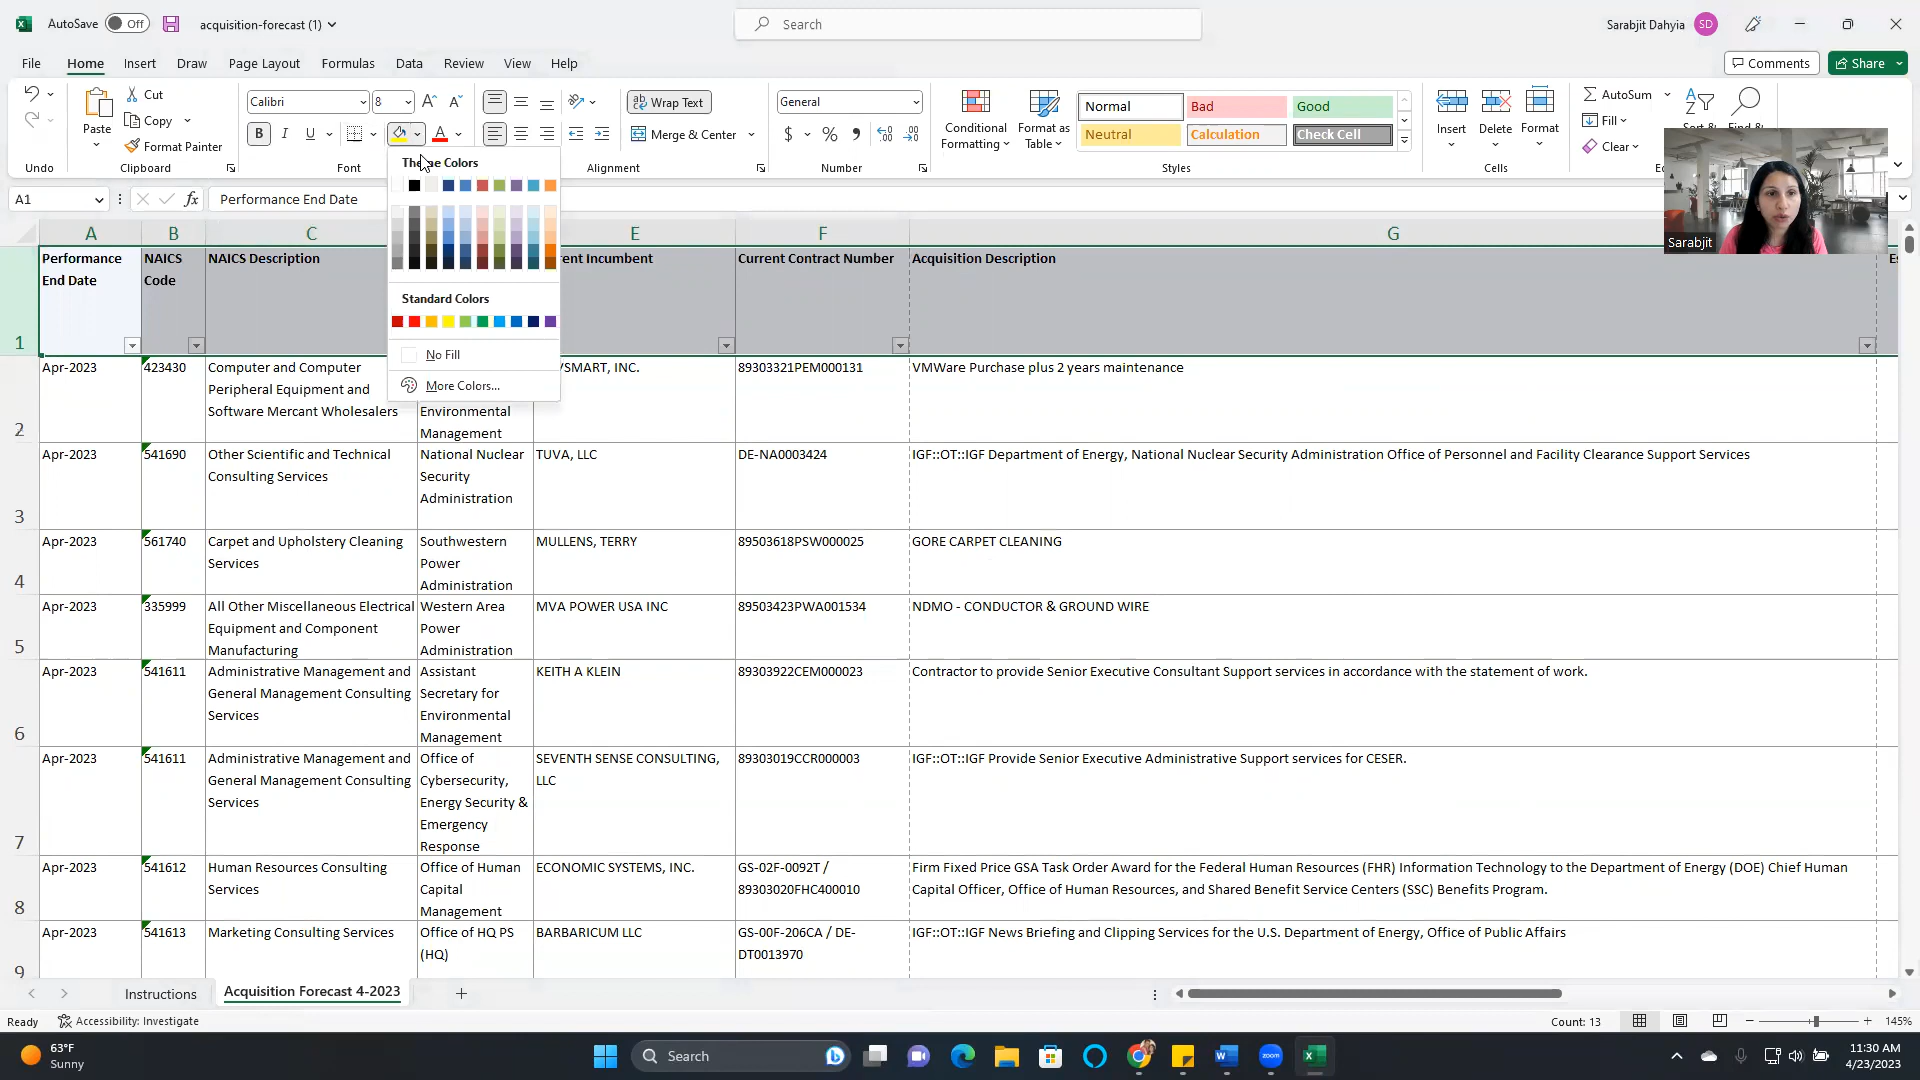 AutoSave Off acquisition-forecast (1) Search Sarabjit Dahyia SD
File Home Insert Draw Page Layout Formulas Data Review View Help Comments Share
Calibri 8 Wrap Text General Normal Bad Good AutoSum
Cut
Copy
Format Painter
Paste
B I U A Merge & Center $ % Neutral Calculation Check Cell Fill
Conditional Formatting
Format as Table
Insert Delete Format
Clear
Undo Clipboard Font Alignment Number Styles Cells
Theme Colors
Standard Colors
No Fill
More Colors...
Sarabjit
A1 fx Performance End Date
A B C E F G
Performance NAICS NAICS Description Incumbent Current Contract Number Acquisition Description
End Date Code
1
Apr-2023 423430 Computer and Computer SMART, INC. 89303321PEM000131 VMWare Purchase plus 2 years maintenance
Peripheral Equipment and
Software Mercant Wholesalers Environmental
2 Management
Apr-2023 541690 Other Scientific and Technical National Nuclear TUVA, LLC DE-NA0003424 IGF::OT::IGF Department of Energy, National Nuclear Security Administration Office of Personnel and Facility Clearance Support Services
Consulting Services Security
Administration
3
Apr-2023 561740 Carpet and Upholstery Cleaning Southwestern MULLENS, TERRY 89503618PSW000025 GORE CARPET CLEANING
Services Power
4 Administration
Apr-2023 335999 All Other Miscellaneous Electrical Western Area MVA POWER USA INC 89503423PWA001534 NDMO - CONDUCTOR & GROUND WIRE
Equipment and Component Power
5 Manufacturing Administration
Apr-2023 541611 Administrative Management and Assistant KEITH A KLEIN 89303922CEM000023 Contractor to provide Senior Executive Consultant Support services in accordance with the statement of work.
General Management Consulting Secretary for
Services Environmental
6 Management
Apr-2023 541611 Administrative Management and Office of SEVENTH SENSE CONSULTING, 89303019CCR000003 IGF::OT::IGF Provide Senior Executive Administrative Support services for CESER.
General Management Consulting Cybersecurity, LLC
Services Energy Security &
Emergency
7 Response
Apr-2023 541612 Human Resources Consulting Office of Human ECONOMIC SYSTEMS, INC. GS-02F-0092T / Firm Fixed Price GSA Task Order Award for the Federal Human Resources (FHR) Information Technology to the Department of Energy (DOE) Chief Human
Services Capital 89303020FHC400010 Capital Officer, Office of Human Resources, and Shared Benefit Service Centers (SSC) Benefits Program.
8 Management
Apr-2023 541613 Marketing Consulting Services Office of HQ PS BARBARICUM LLC GS-00F-206CA / DE- IGF::OT::IGF News Briefing and Clipping Services for the U.S. Department of Energy, Office of Public Affairs
(HQ) DT0013970
9
Instructions Acquisition Forecast 4-2023
Ready Accessibility: Investigate Count: 13 145%
63°F
Sunny
Search
zoom
11:30 AM
4/23/2023